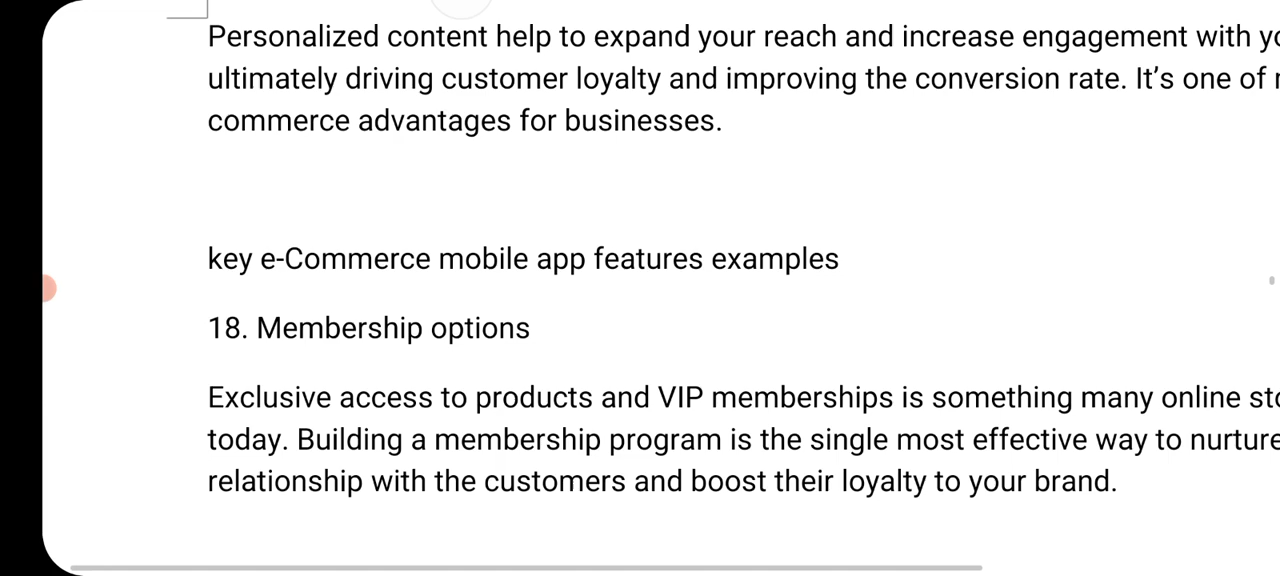 Personalized content help to expand your reach and increase engagement with
ultimately driving customer loyalty and improving the conversion rate. It’s one of
commerce advantages for businesses.
key e-Commerce mobile app features examples
18. Membership options
Exclusive access to products and VIP memberships is something many online
today. Building a membership program is the single most effective way to nurture
relationship with the customers and boost their loyalty to your brand.